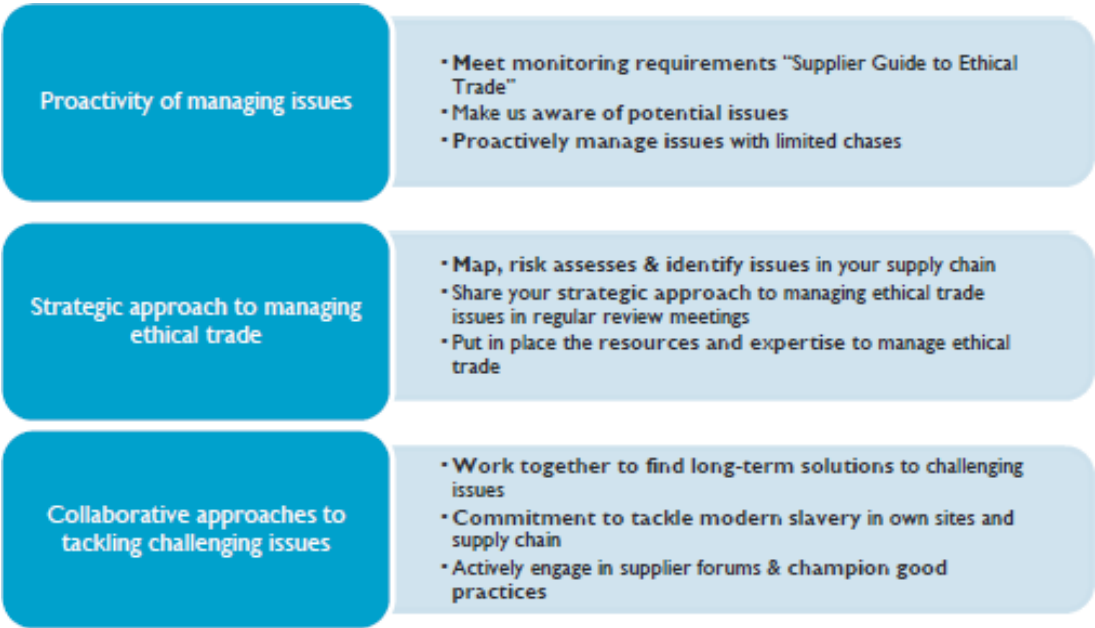 Proactivity of managing issues
• Meet monitoring requirements “Supplier Guide to Ethical
Trade”
• Make us aware of potential issues
• Proactively manage issues with limited chases
Strategic approach to managing
ethical trade
• Map, risk assesses & identify issues in your supply chain
• Share your strategic approach to managing ethical trade
issues in regular review meetings
• Put in place the resources and expertise to manage ethical
trade
Collaborative approaches to
tackling challenging issues
• Work together to find long-term solutions to challenging
issues
• Commitment to tackle modern slavery in own sites and
supply chain
• Actively engage in supplier forums & champion good
practices